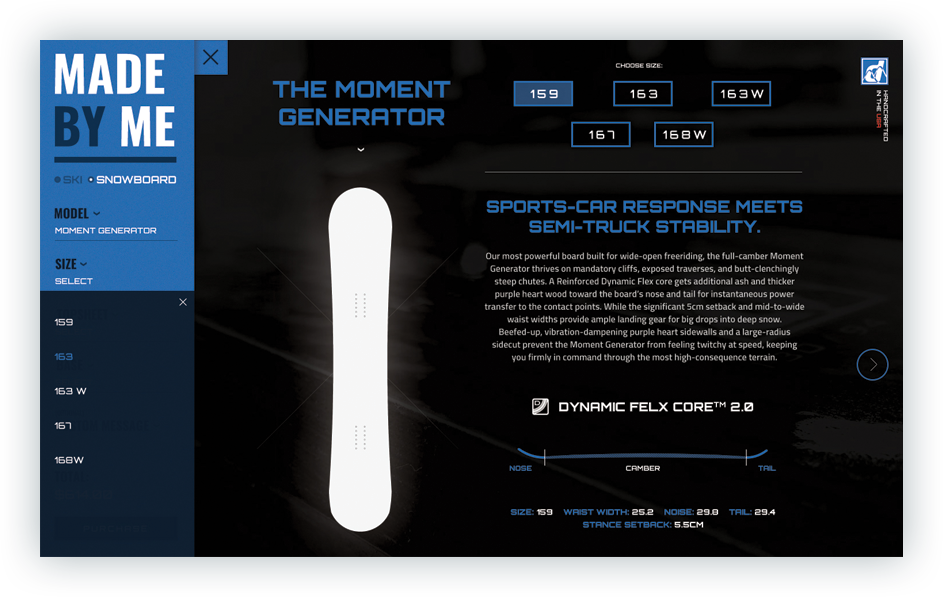 MADE
BY ME
SKI SNOWBOARD
MODEL
MOMENT GENERATOR
SIZE
SELECT
159
163
163 W
167
168W
THE MOMENT
GENERATOR
CHOOSE SIZE:
159 163 163W
167 168W
SPORTS-CAR RESPONSE MEETS
SEMI-TRUCK STABILITY.
Our most powerful board built for wide-open freeriding, the full-camber Moment
Generator thrives on mandatory cliffs, exposed traverses, and butt-clenchingly
steep chutes. A Reinforced Dynamic Flex core gets additional ash and thicker
purple heart wood toward the board's nose and tail for instantaneous power
transfer to the contact points. While the significant 5cm setback and mid-to-wide
waist widths provide ample landing gear for big drops into deep snow.
Beefed-up, vibration-dampening purple heart sidewalls and a large-radius
sidecut prevent the Moment Generator from feeling twitchy at speed, keeping
you firmly in command through the most high-consequence terrain.
DYNAMIC FELX CORE™ 2.0
NOSE CAMBER TAIL
SIZE: 159 WAIST WIDTH: 25.2 NOISE: 29.8 TAIL: 29.4
STANCE SETBACK: 5.5CM
HANDCRAFTED
IN THE USA